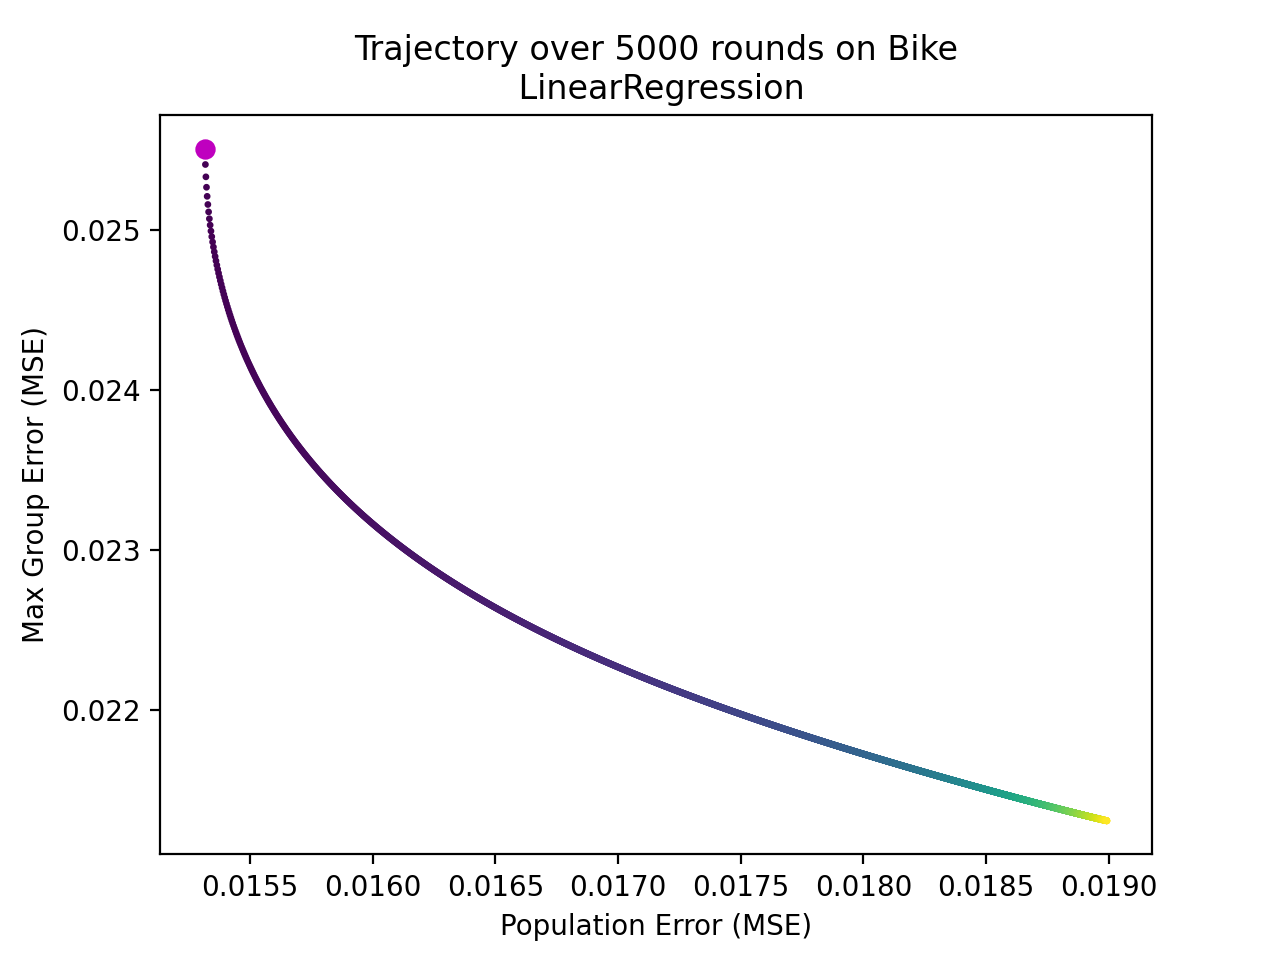 Trajectory over 5000 rounds on Bike
LinearRegression
Max Group Error (MSE)
0.025
0.024
0.023
0.022
0.0155 0.0160 0.0165 0.0170 0.0175 0.0180 0.0185 0.0190
Population Error (MSE)